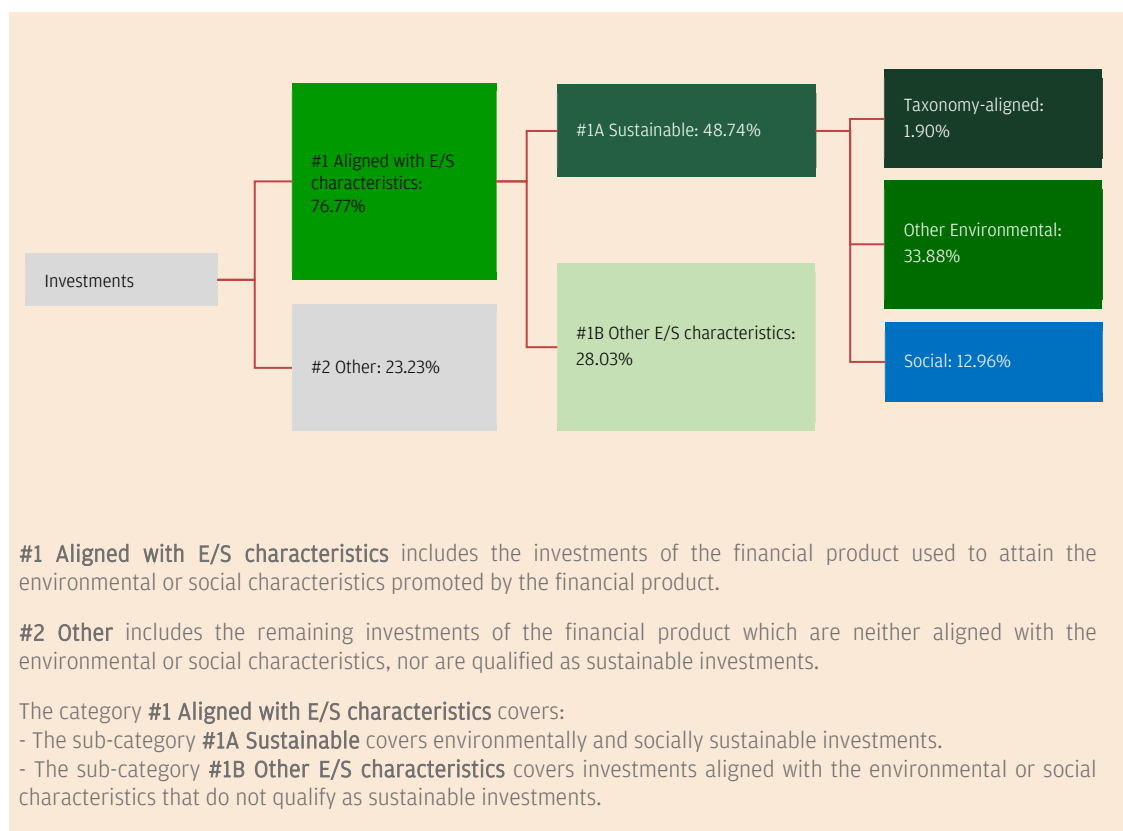 Investments
#1 Aligned with E/S
characteristics:
76.77%
#2 Other: 23.23%
#1A Sustainable: 48.74%
#1B Other E/S characteristics:
28.03%
Taxonomy-aligned:
1.90%
Other Environmental:
33.88%
Social: 12.96%
#1 Aligned with E/S characteristics includes the investments of the financial product used to attain the
environmental or social characteristics promoted by the financial product.
#2 Other includes the remaining investments of the financial product which are neither aligned with the
environmental or social characteristics, nor are qualified as sustainable investments.
The category #1 Aligned with E/S characteristics covers:
- The sub-category #1A Sustainable covers environmentally and socially sustainable investments.
- The sub-category #1B Other E/S characteristics covers investments aligned with the environmental or social
characteristics that do not qualify as sustainable investments.